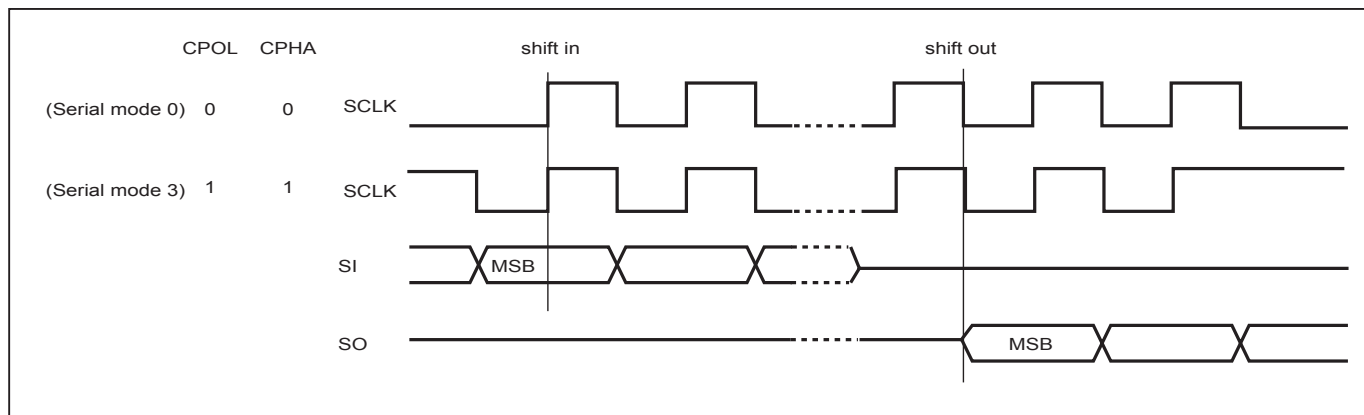 CPOL CPHA shift in shift out
(Serial mode 0) 0 0 SCLK
(Serial mode 3) 1 1 SCLK
SI MSB
SO MSB